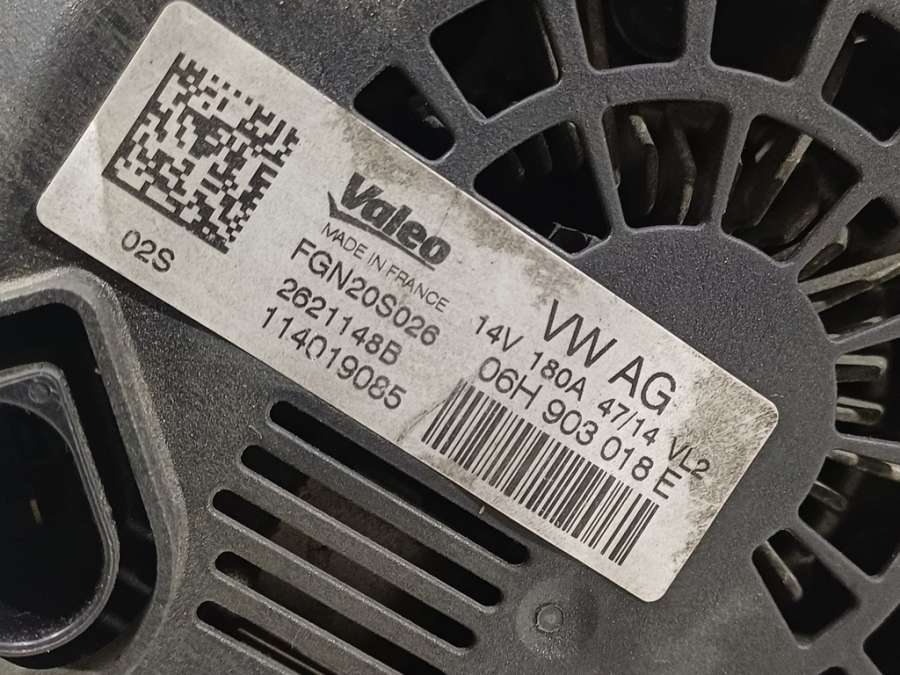 02S
Valeo
MADE IN FRANCE
FGN20S026
2621148B
114019085
VW AG
14V 180A 47/14 VL2
06H 903 018 E